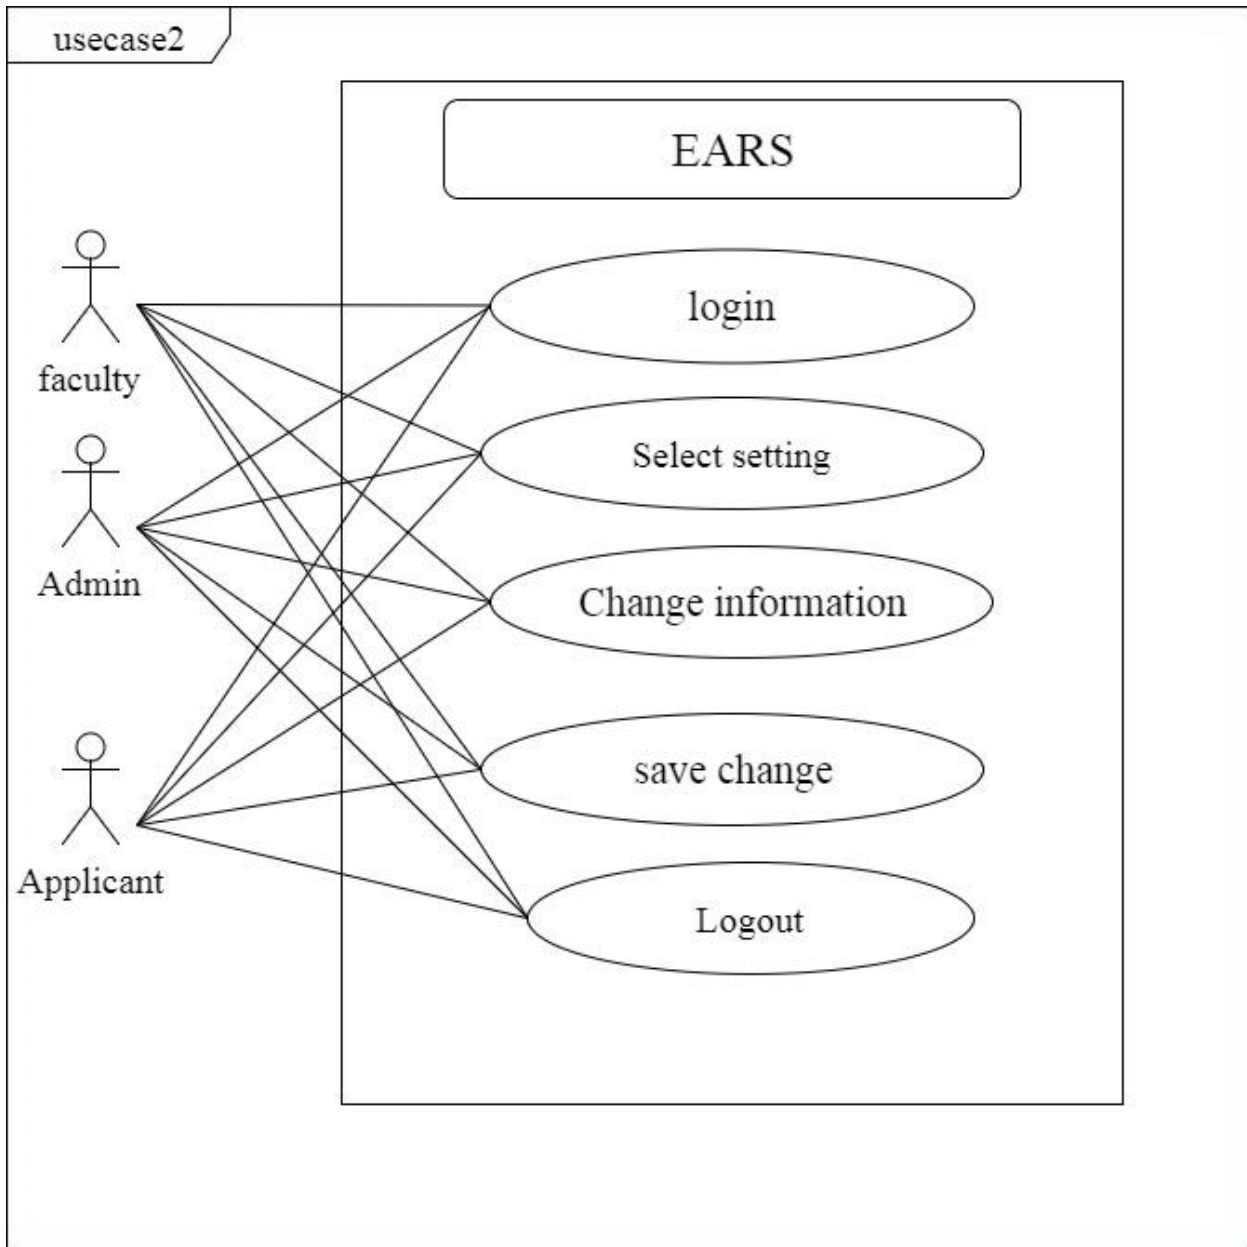 usecase2
EARS
login
faculty
Select setting
Admin
Change information
save change
Applicant
Logout